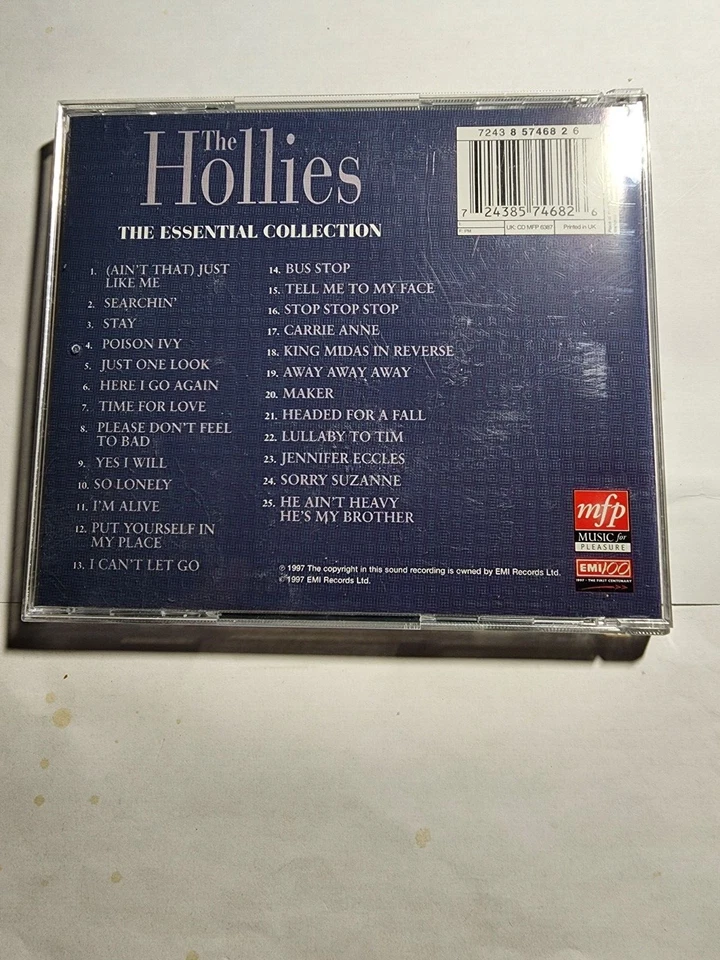 The
Hollies
THE ESSENTIAL COLLECTION
7243 8 57468 2 6
7 24385 74682 6
UK: CD MFP 6387 Printed in UK
1. (AIN'T THAT) JUST
LIKE ME
2. SEARCHIN'
3. STAY
4. POISON IVY
5. JUST ONE LOOK
6. HERE I GO AGAIN
7. TIME FOR LOVE
8. PLEASE DON'T FEEL
TO BAD
9. YES I WILL
10. SO LONELY
11. I'M ALIVE
12. PUT YOURSELF IN
MY PLACE
13. I CAN'T LET GO
14. BUS STOP
15. TELL ME TO MY FACE
16. STOP STOP STOP
17. CARRIE ANNE
18. KING MIDAS IN REVERSE
19. AWAY AWAY AWAY
20. MAKER
21. HEADED FOR A FALL
22. LULLABY TO TIM
23. JENNIFER ECCLES
24. SORRY SUZANNE
25. HE AIN'T HEAVY
HE'S MY BROTHER
℗ 1997 The copyright in this sound recording is owned by EMI Records Ltd.
© 1997 EMI Records Ltd.
mfp
MUSIC for
PLEASURE
EMI 100
1997 - THE FIRST CENTENARY